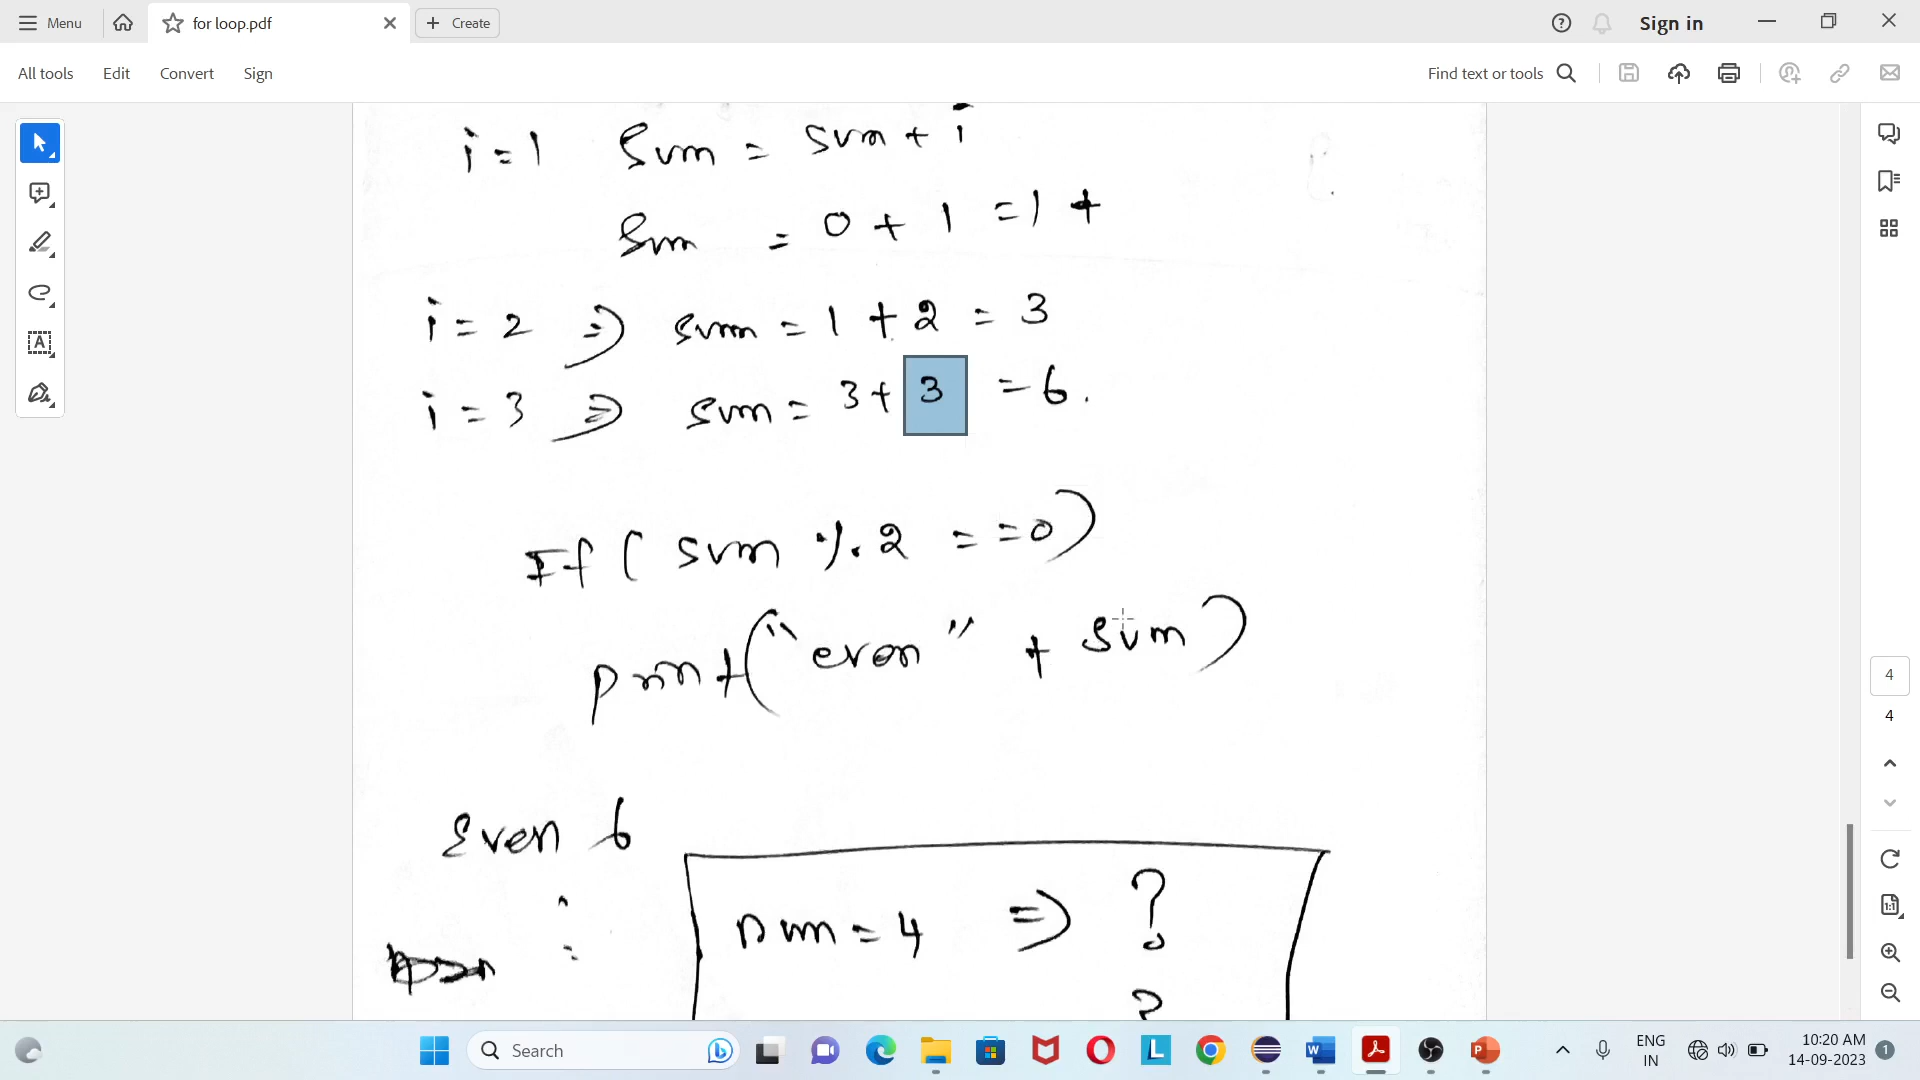 Menu
for loop.pdf
Create
Sign in
All tools Edit Convert Sign
Find text or tools
i=1 Sum = sum + i
Sum = 0 + 1 =1 +
i = 2 => sum = 1 + 2 = 3
i = 3 => sum = 3+ 3 = 6.
If ( sum %. 2 = =0)
print("even" + sum)
4
4
Even 6
:
num = 4 => ?
?
Search
ENG
IN
10:20 AM
14-09-2023
1